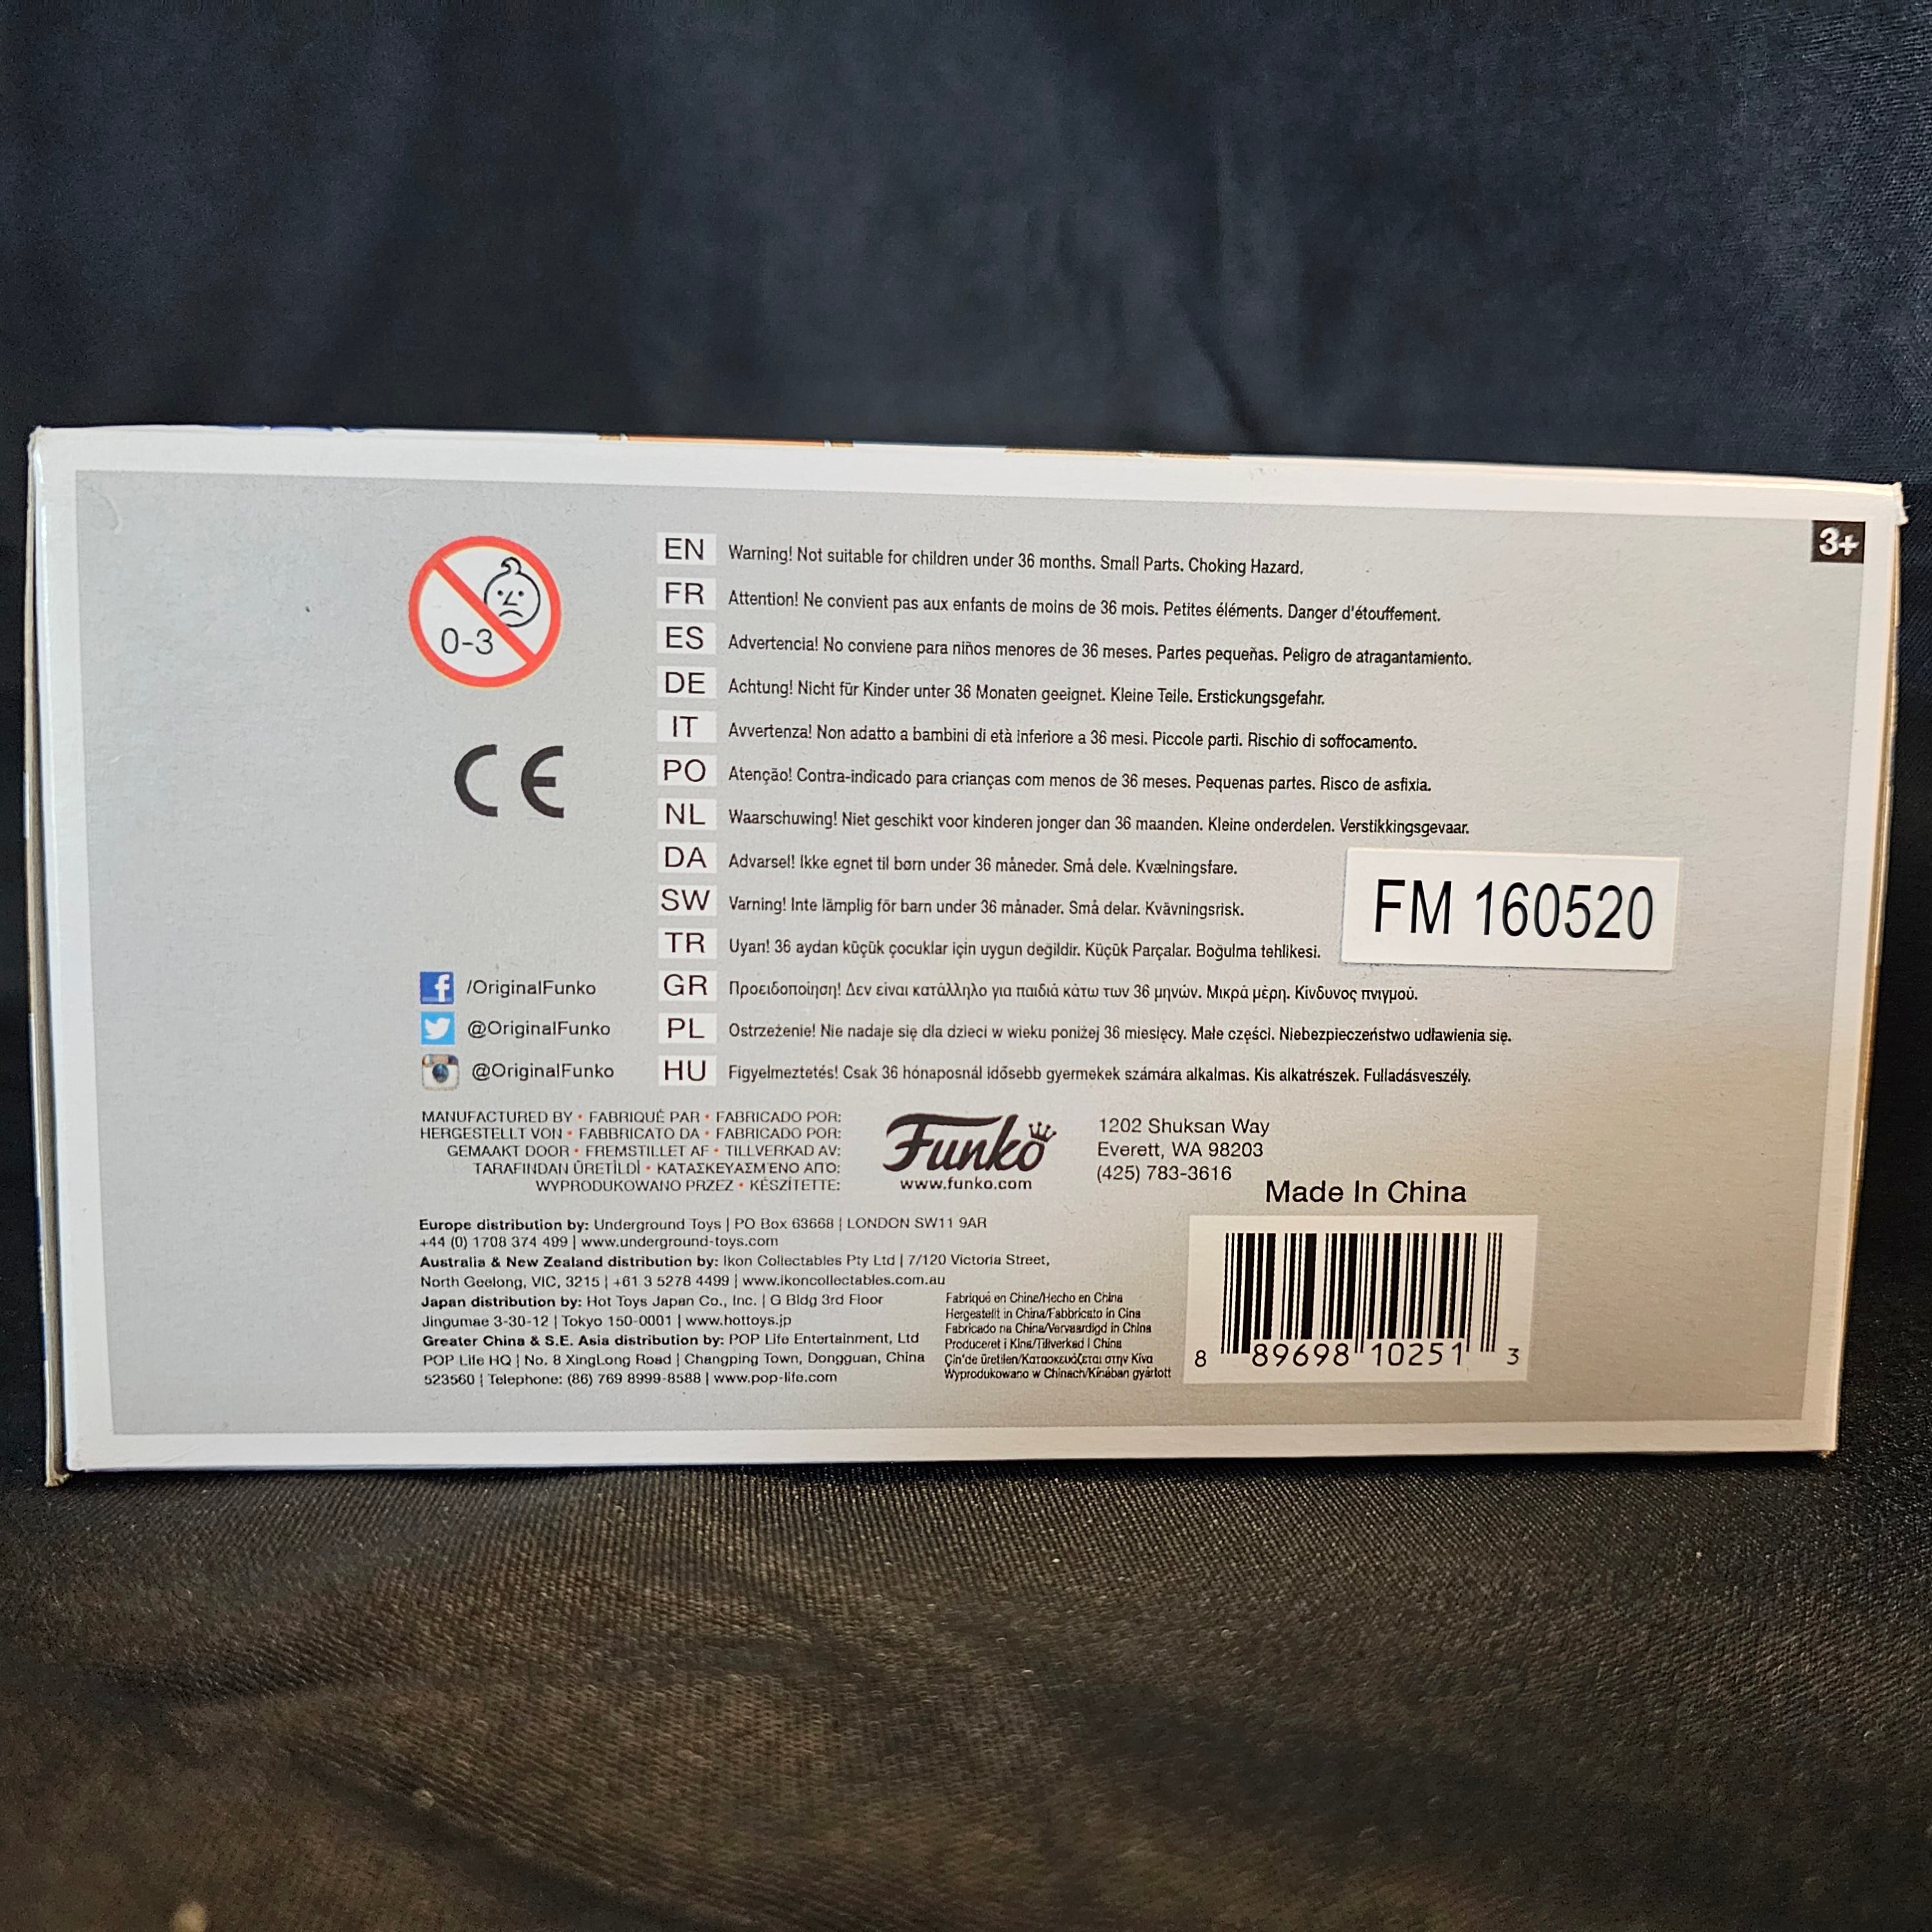 3+
0-3
EN Warning! Not suitable for children under 36 months. Small Parts. Choking Hazard.
FR Attention! Ne convient pas aux enfants de moins de 36 mois. Petites éléments. Danger d'étouffement.
ES Advertencia! No conviene para niños menores de 36 meses. Partes pequeñas. Peligro de atragantamiento.
DE Achtung! Nicht für Kinder unter 36 Monaten geeignet. Kleine Teile. Erstickungsgefahr.
IT Avvertenza! Non adatto a bambini di età inferiore a 36 mesi. Piccole parti. Rischio di soffocamento.
PO Atenção! Contra-indicado para crianças com menos de 36 meses. Pequenas partes. Risco de asfixia.
NL Waarschuwing! Niet geschikt voor kinderen jonger dan 36 maanden. Kleine onderdelen. Verstikkingsgevaar.
DA Advarsel! Ikke egnet til børn under 36 måneder. Små dele. Kvælningsfare.
SW Varning! Inte lämplig för barn under 36 månader. Små delar. Kvävningsrisk.
TR Uyarı! 36 aydan küçük çocuklar için uygun değildir. Küçük Parçalar. Boğulma tehlikesi.
GR Προειδοποίηση! Δεν είναι κατάλληλο για παιδιά κάτω των 36 μηνών. Μικρά μέρη. Κίνδυνος πνιγμού.
PL Ostrzeżenie! Nie nadaje się dla dzieci w wieku poniżej 36 miesięcy. Małe części. Niebezpieczeństwo udławienia się.
HU Figyelmeztetés! Csak 36 hónaposnál idősebb gyermekek számára alkalmas. Kis alkatrészek. Fulladásveszély.
CE
FM 160520
/OriginalFunko
@OriginalFunko
@OriginalFunko
MANUFACTURED BY • FABRIQUÉ PAR • FABRICADO POR:
HERGESTELLT VON • FABBRICATO DA • FABRICADO POR:
GEMAAKT DOOR • FREMSTILLET AF • TILLVERKAD AV:
TARAFINDAN ÜRETİLDİ • ΚΑΤΑΣΚΕΥΑΣΜΈΝΟ ΑΠΌ:
WYPRODUKOWANO PRZEZ • KÉSZÍTETTE:
Funko
www.funko.com
1202 Shuksan Way
Everett, WA 98203
(425) 783-3616
Made In China
Europe distribution by: Underground Toys | PO Box 63668 | LONDON SW11 9AR
+44 (0) 1708 374 499 | www.underground-toys.com
Australia & New Zealand distribution by: Ikon Collectables Pty Ltd | 7/120 Victoria Street,
North Geelong, VIC, 3215 | +61 3 5278 4499 | www.ikoncollectables.com.au
Japan distribution by: Hot Toys Japan Co., Inc. | G Bldg 3rd Floor
Jingumae 3-30-12 | Tokyo 150-0001 | www.hottoys.jp
Greater China & S.E. Asia distribution by: POP Life Entertainment, Ltd
POP Life HQ | No. 8 XingLong Road | Changping Town, Dongguan, China
523560 | Telephone: (86) 769 8999-8588 | www.pop-life.com
Fabriqué en Chine/Hecho en China
Hergestellt in China/Fabbricato in Cina
Fabricado na China/Vervaardigd in China
Produceret i Kina/Tillverkad i China
Çin'de üretilen/Κατασκευάζεται στην Κίνα
Wyprodukowano w Chinach/Kínában gyártott
8 89698 10251 3